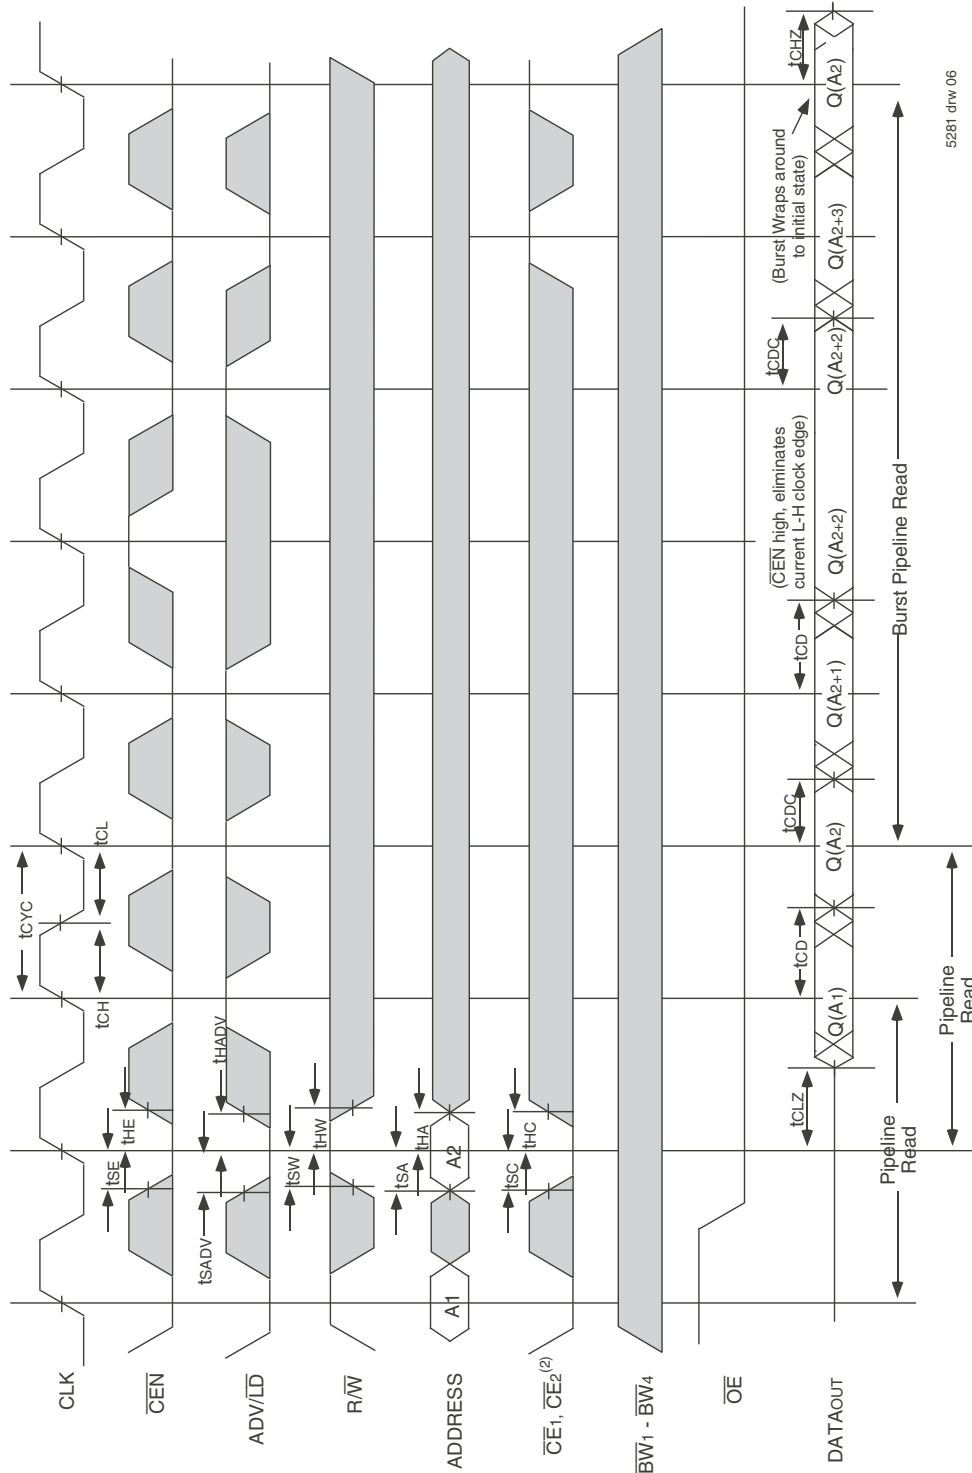 tCYC
CLK
tCH
tCL
tSE
tHE
CEN
tSADV
tHADV
ADV/LD
tSW
tHW
R/W
tSA
tHA
ADDRESS
A1
A2
tSC
tHC
CE1, CE2(2)
BW1 - BW4
OE
(CEN high, eliminates
current L-H clock edge)
(Burst Wraps around
to initial state)
tCLZ
tCD
tCDC
tCD
tCDC
tCHZ
DATAOUT
Q(A1)
Q(A2)
Q(A2+1)
Q(A2+2)
Q(A2+2)
Q(A2+3)
Q(A2)
Pipeline
Read
Burst Pipeline Read
Pipeline
Read
5281 drw 06